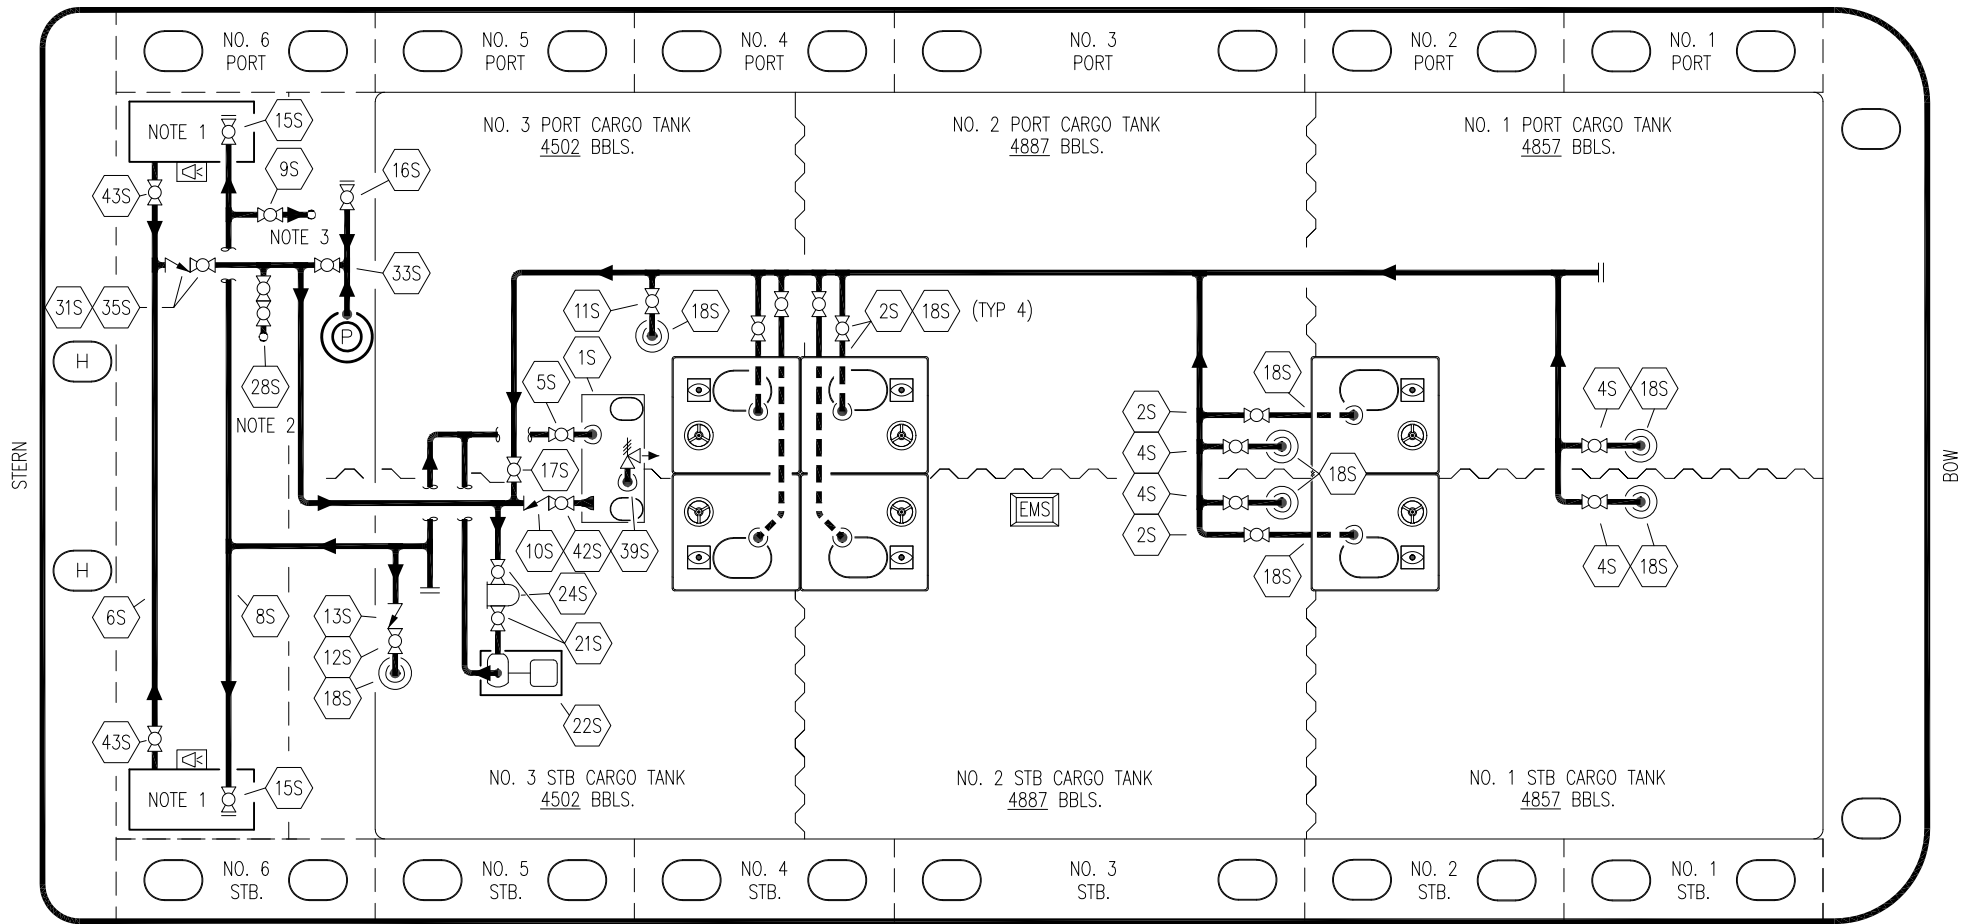 NO. 6
PORT
NO. 5
PORT
NO. 4
PORT
NO. 3
PORT
NO. 2
PORT
NO. 1
PORT
NOTE 1
15S
NO. 3 PORT CARGO TANK
4502 BBLS.
NO. 2 PORT CARGO TANK
4887 BBLS.
NO. 1 PORT CARGO TANK
4857 BBLS.
9S
16S
43S
NOTE 3
33S
31S
35S
11S
18S
2S
18S
(TYP 4)
P
H
1S
5S
28S
NOTE 2
18S
4S
18S
2S
4S
18S
4S
2S
18S
STERN
BOW
17S
EMS
10S
42S
39S
H
4S
18S
24S
6S
8S
13S
12S
18S
21S
22S
43S
NOTE 1
15S
NO. 3 STB CARGO TANK
4502 BBLS.
NO. 2 STB CARGO TANK
4887 BBLS.
NO. 1 STB CARGO TANK
4857 BBLS.
NO. 6
STB.
NO. 5
STB.
NO. 4
STB.
NO. 3
STB.
NO. 2
STB.
NO. 1
STB.